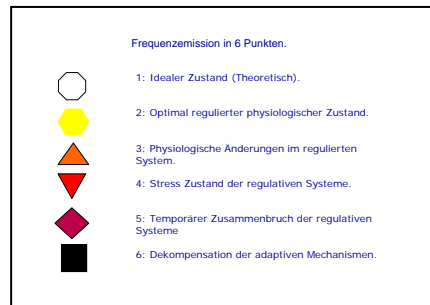 Frequenzemission in 6 Punkten.
1: Idealer Zustand (Theoretisch).
2: Optimal regulierter physiologischer Zustand.
3: Physiologische Änderungen im regulierten
System.
4: Stress Zustand der regulativen Systeme.
5: Temporärer Zusammenbruch der regulativen
Systeme
6: Dekompensation der adaptiven Mechanismen.